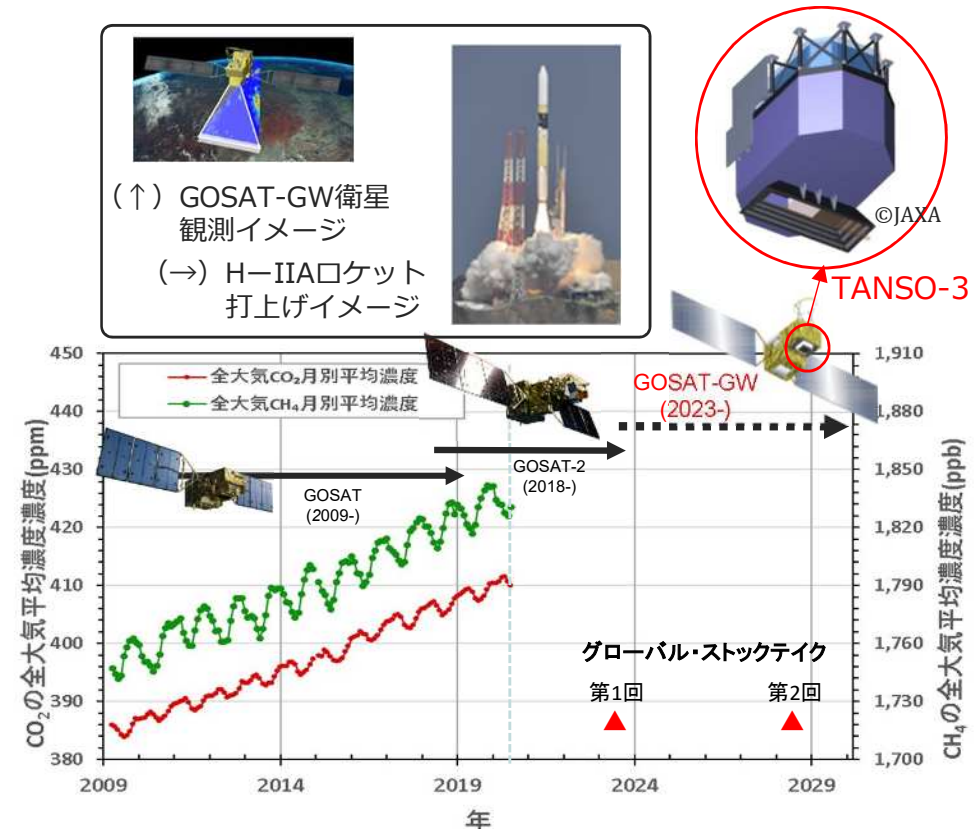 (↑)GOSAT-GW衛星
観測イメージ
(→)H-ⅡAロケット
打上げイメージ
©JAXA
TANSO-3
全大気CO₂月別平均濃度
全大気CH₄月別平均濃度
GOSAT-GW
(2023-)
GOSAT-2
(2018-)
GOSAT
(2009-)
グローバル・ストックテイク
第1回
第2回
CO₂の全大気平均濃度濃度(ppm)
450
440
430
420
410
400
390
380
CH₄の全大気平均濃度濃度(ppb)
1,910
1,880
1,850
1,820
1,790
1,760
1,730
1,700
2009
2014
2019
2024
2029
年